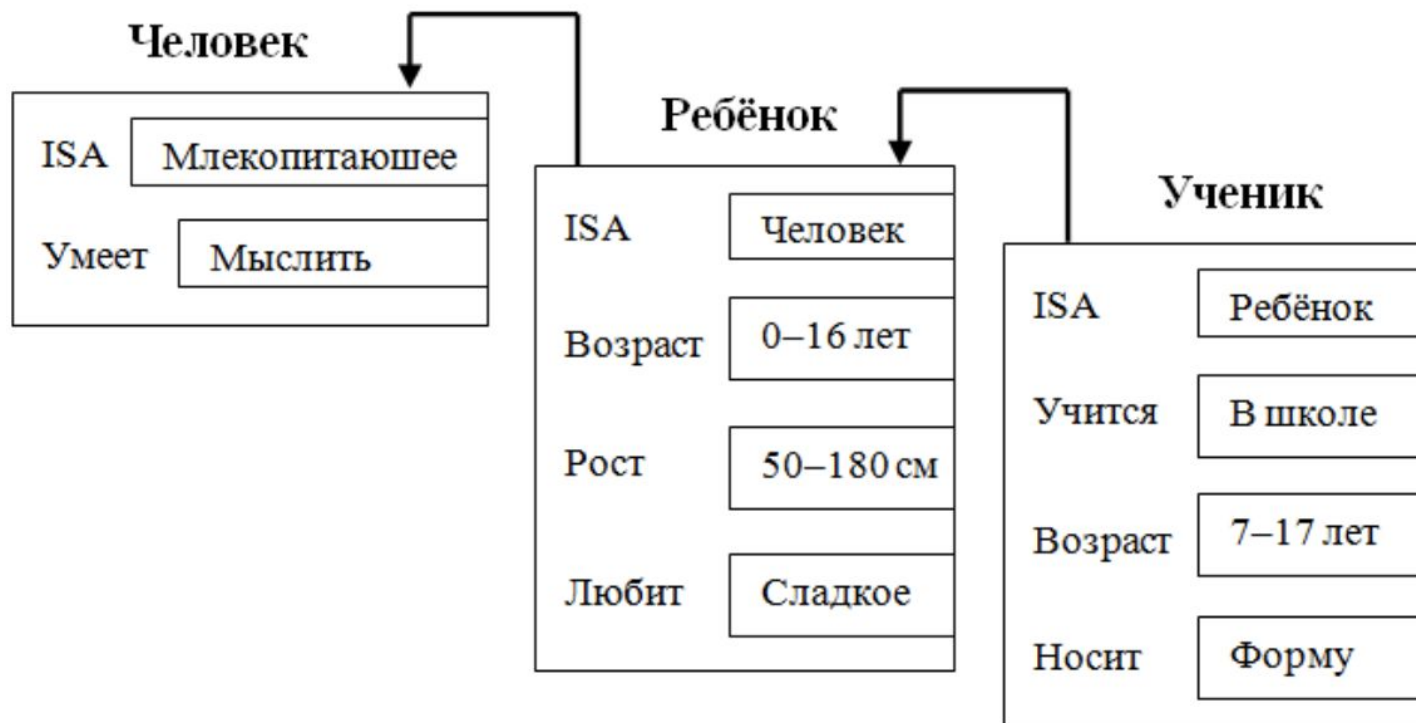 Человек
ISA Млекопитаюшее
Умеет Мыслить
Ребёнок
ISA Человек
Возраст 0–16 лет
Рост 50–180 см
Любит Сладкое
Ученик
ISA Ребёнок
Учится В школе
Возраст 7–17 лет
Носит Форму